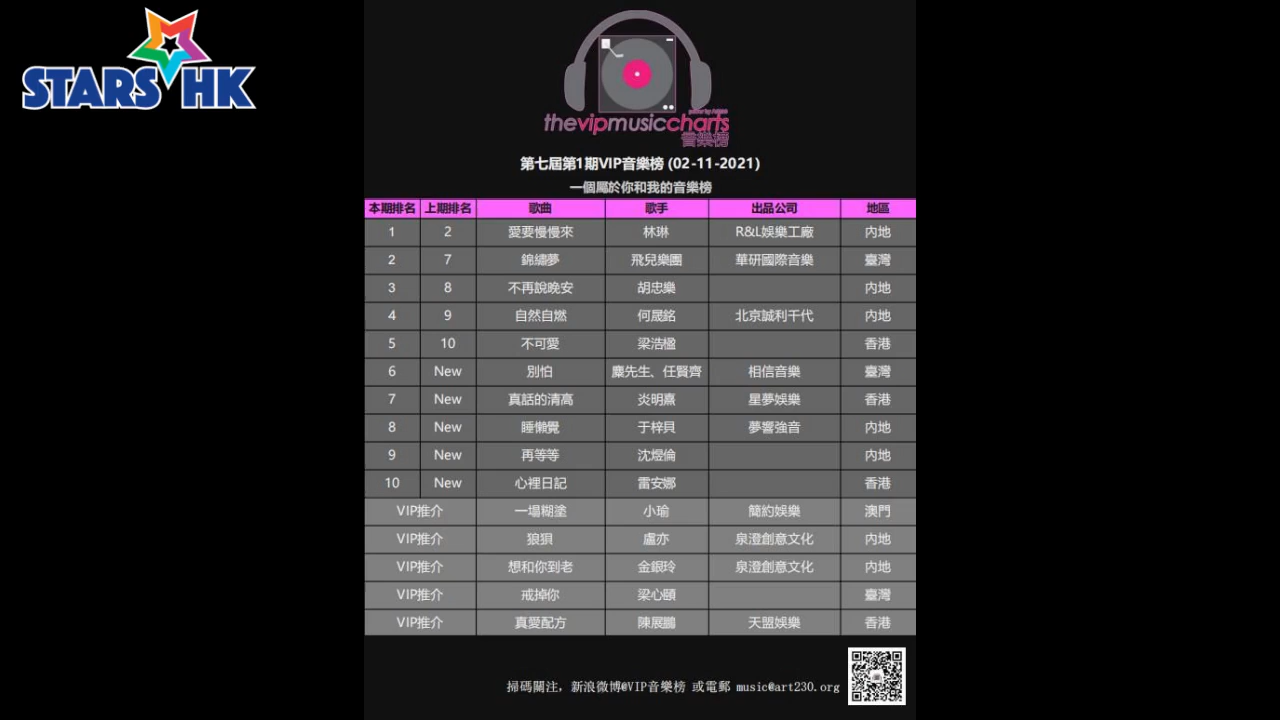 STARS HK
thevipmusiccharts
音樂榜
第七屆第1期VIP音樂榜 (02-11-2021)
一個屬於你和我的音樂榜
本期排名 上期排名 歌曲 歌手 出品公司 地區
1 2 愛要慢慢來 林琳 R&L娛樂工廠 內地
2 7 錦繡夢 飛兒樂團 華研國際音樂 臺灣
3 8 不再說晚安 胡忠樂 內地
4 9 自然自燃 何晟銘 北京誠利千代 內地
5 10 不可愛 梁浩楹 香港
6 New 別怕 麋先生、任賢齊 相信音樂 臺灣
7 New 真話的清高 炎明熹 星夢娛樂 香港
8 New 睡懶覺 于梓貝 夢響強音 內地
9 New 再等等 沈煜倫 內地
10 New 心裡日記 雷安娜 香港
VIP推介 一塌糊塗 小瑜 簡約娛樂 澳門
VIP推介 狼狽 盧亦 泉澄創意文化 內地
VIP推介 想和你到老 金銀玲 泉澄創意文化 內地
VIP推介 戒掉你 梁心頤 臺灣
VIP推介 真愛配方 陳展鵬 天盟娛樂 香港
掃碼關注, 新浪微博@VIP音樂榜 或電郵 music@art230.org